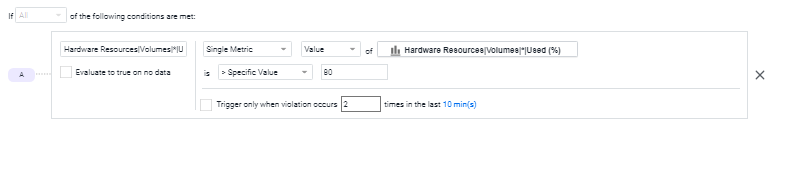 If All of the following conditions are met:
Hardware Resources|Volumes|*|U Single Metric Value of Hardware Resources|Volumes|*|Used (%)
A Evaluate to true on no data is > Specific Value 80
Trigger only when violation occurs 2 times in the last 10 min(s)